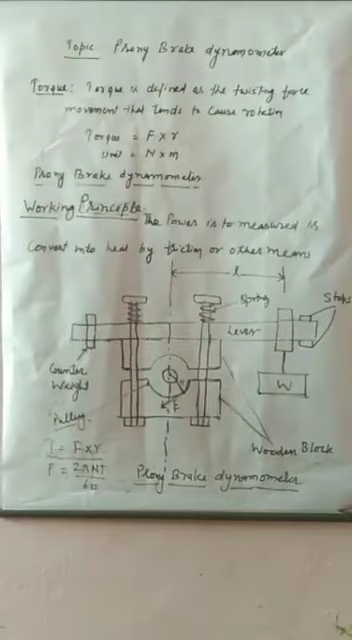 Topic Prony Brake dynamometer
Torque: Torque is defined as the twisting force
movement that tends to cause rotation
Torque = F x r
Unit = N x m
Prony Brake dynamometer
Working Principle
The Power is to measured is
Convert into heat by friction or other means
l
Spring
Stops
Lever
Counter
Weight
W
r
F
Pulley
Wooden Block
T = F x r
P = 2πNT
60
Prony Brake dynamometer